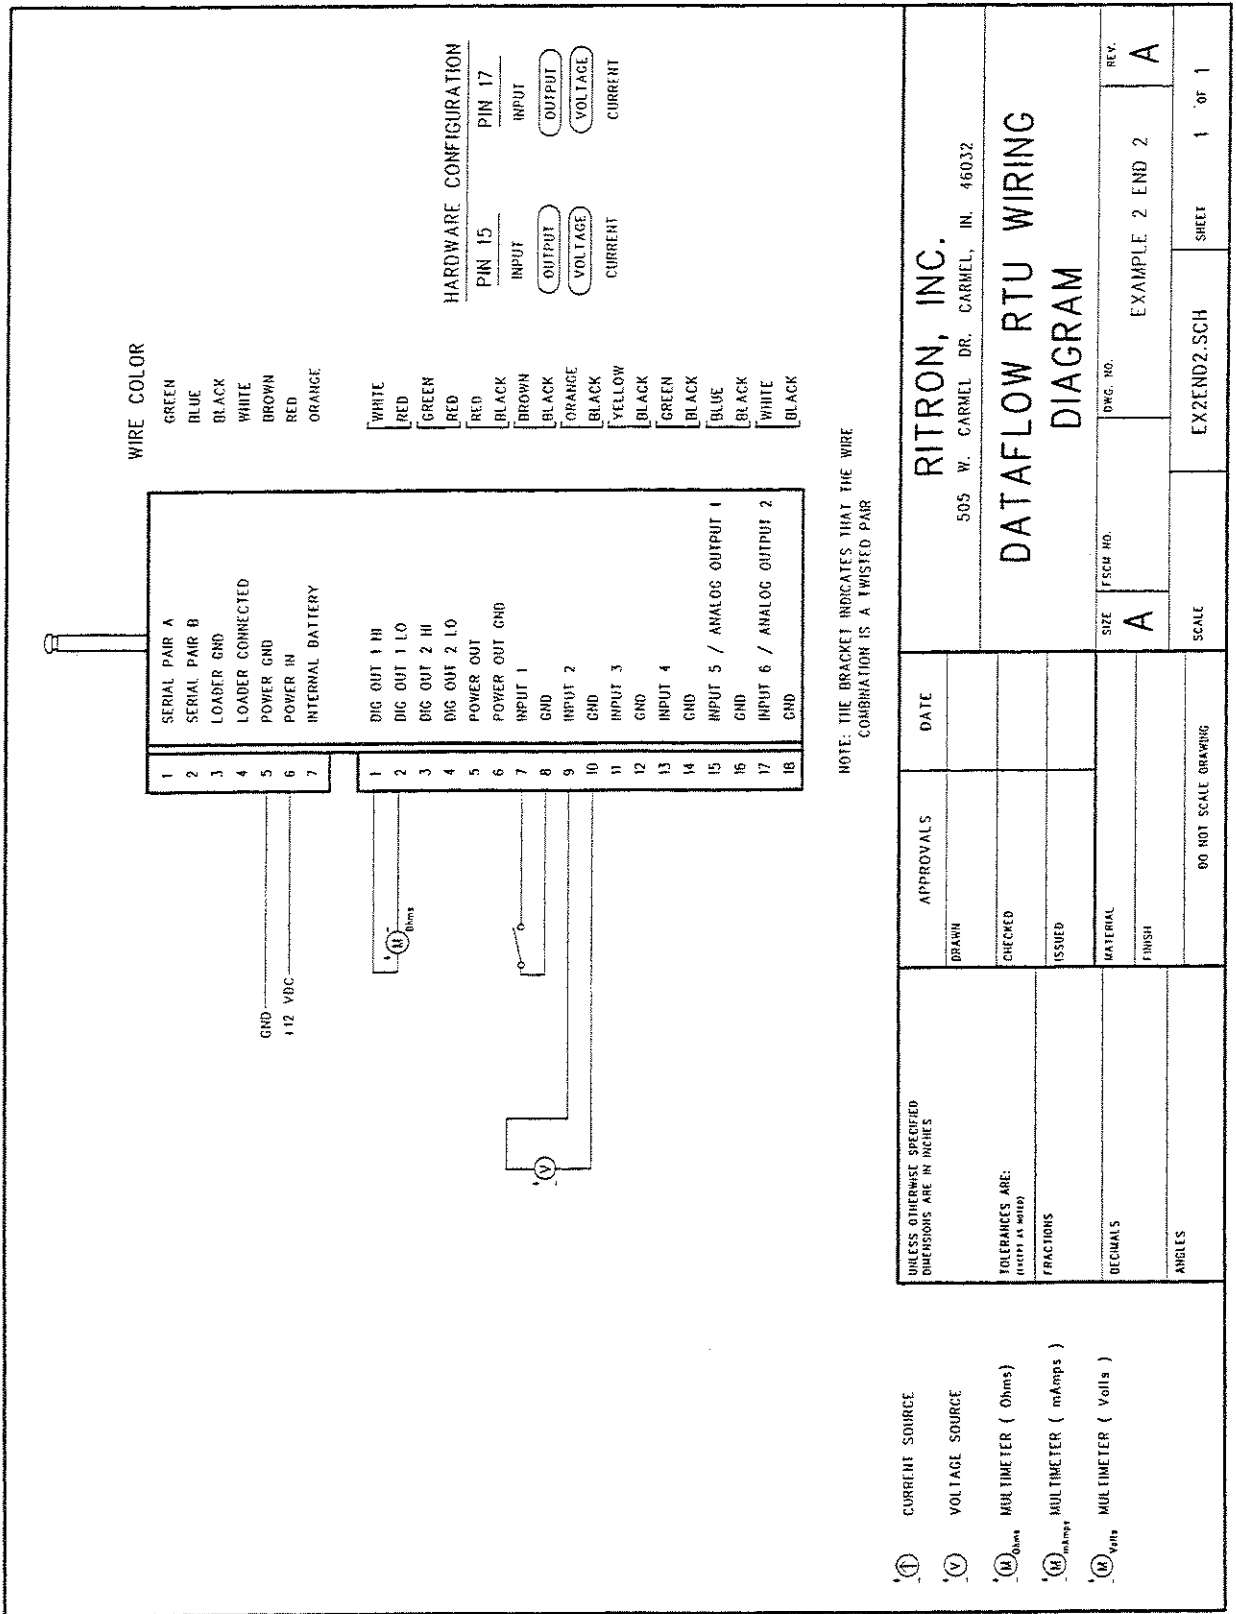 WIRE COLOR
1 SERIAL PAIR A GREEN
2 SERIAL PAIR B BLUE
3 LOADER GND BLACK
4 LOADER CONNECTED WHITE
GND 5 POWER GND BROWN
+12 VDC 6 POWER IN RED
7 INTERNAL BATTERY ORANGE
1 DIG OUT 1 HI WHITE
2 DIG OUT 1 LO RED
3 DIG OUT 2 HI GREEN
4 DIG OUT 2 LO RED
5 POWER OUT RED
6 POWER OUT GND BLACK
7 INPUT 1 BROWN
8 GND BLACK
9 INPUT 2 ORANGE
10 GND BLACK
11 INPUT 3 YELLOW
12 GND BLACK
13 INPUT 4 GREEN
14 GND BLACK
15 INPUT 5 / ANALOG OUTPUT 1 BLUE
16 GND BLACK
17 INPUT 6 / ANALOG OUTPUT 2 WHITE
18 GND BLACK
+ M -
Ohms
+ V -
HARDWARE CONFIGURATION
PIN 15 PIN 17
INPUT INPUT
OUTPUT OUTPUT
VOLTAGE VOLTAGE
CURRENT CURRENT
NOTE: THE BRACKET INDICATES THAT THE WIRE
COMBINATION IS A TWISTED PAIR
+ - CURRENT SOURCE
+ V - VOLTAGE SOURCE
+ M - Ohms MULTIMETER ( Ohms)
+ M - mAmps MULTIMETER ( mAmps )
+ M - Volts MULTIMETER ( Volts )
UNLESS OTHERWISE SPECIFIED
DIMENSIONS ARE IN INCHES
TOLERANCES ARE:
(EXCEPT AS NOTED)
FRACTIONS
DECIMALS
ANGLES
APPROVALS DATE
DRAWN
CHECKED
ISSUED
MATERIAL
FINISH
DO NOT SCALE DRAWING
RITRON, INC.
505 W. CARMEL DR. CARMEL, IN. 46032
DATAFLOW RTU WIRING
DIAGRAM
SIZE FSCM NO. DWG. NO. REV.
A EXAMPLE 2 END 2 A
SCALE EX2END2.SCH SHEET 1 OF 1